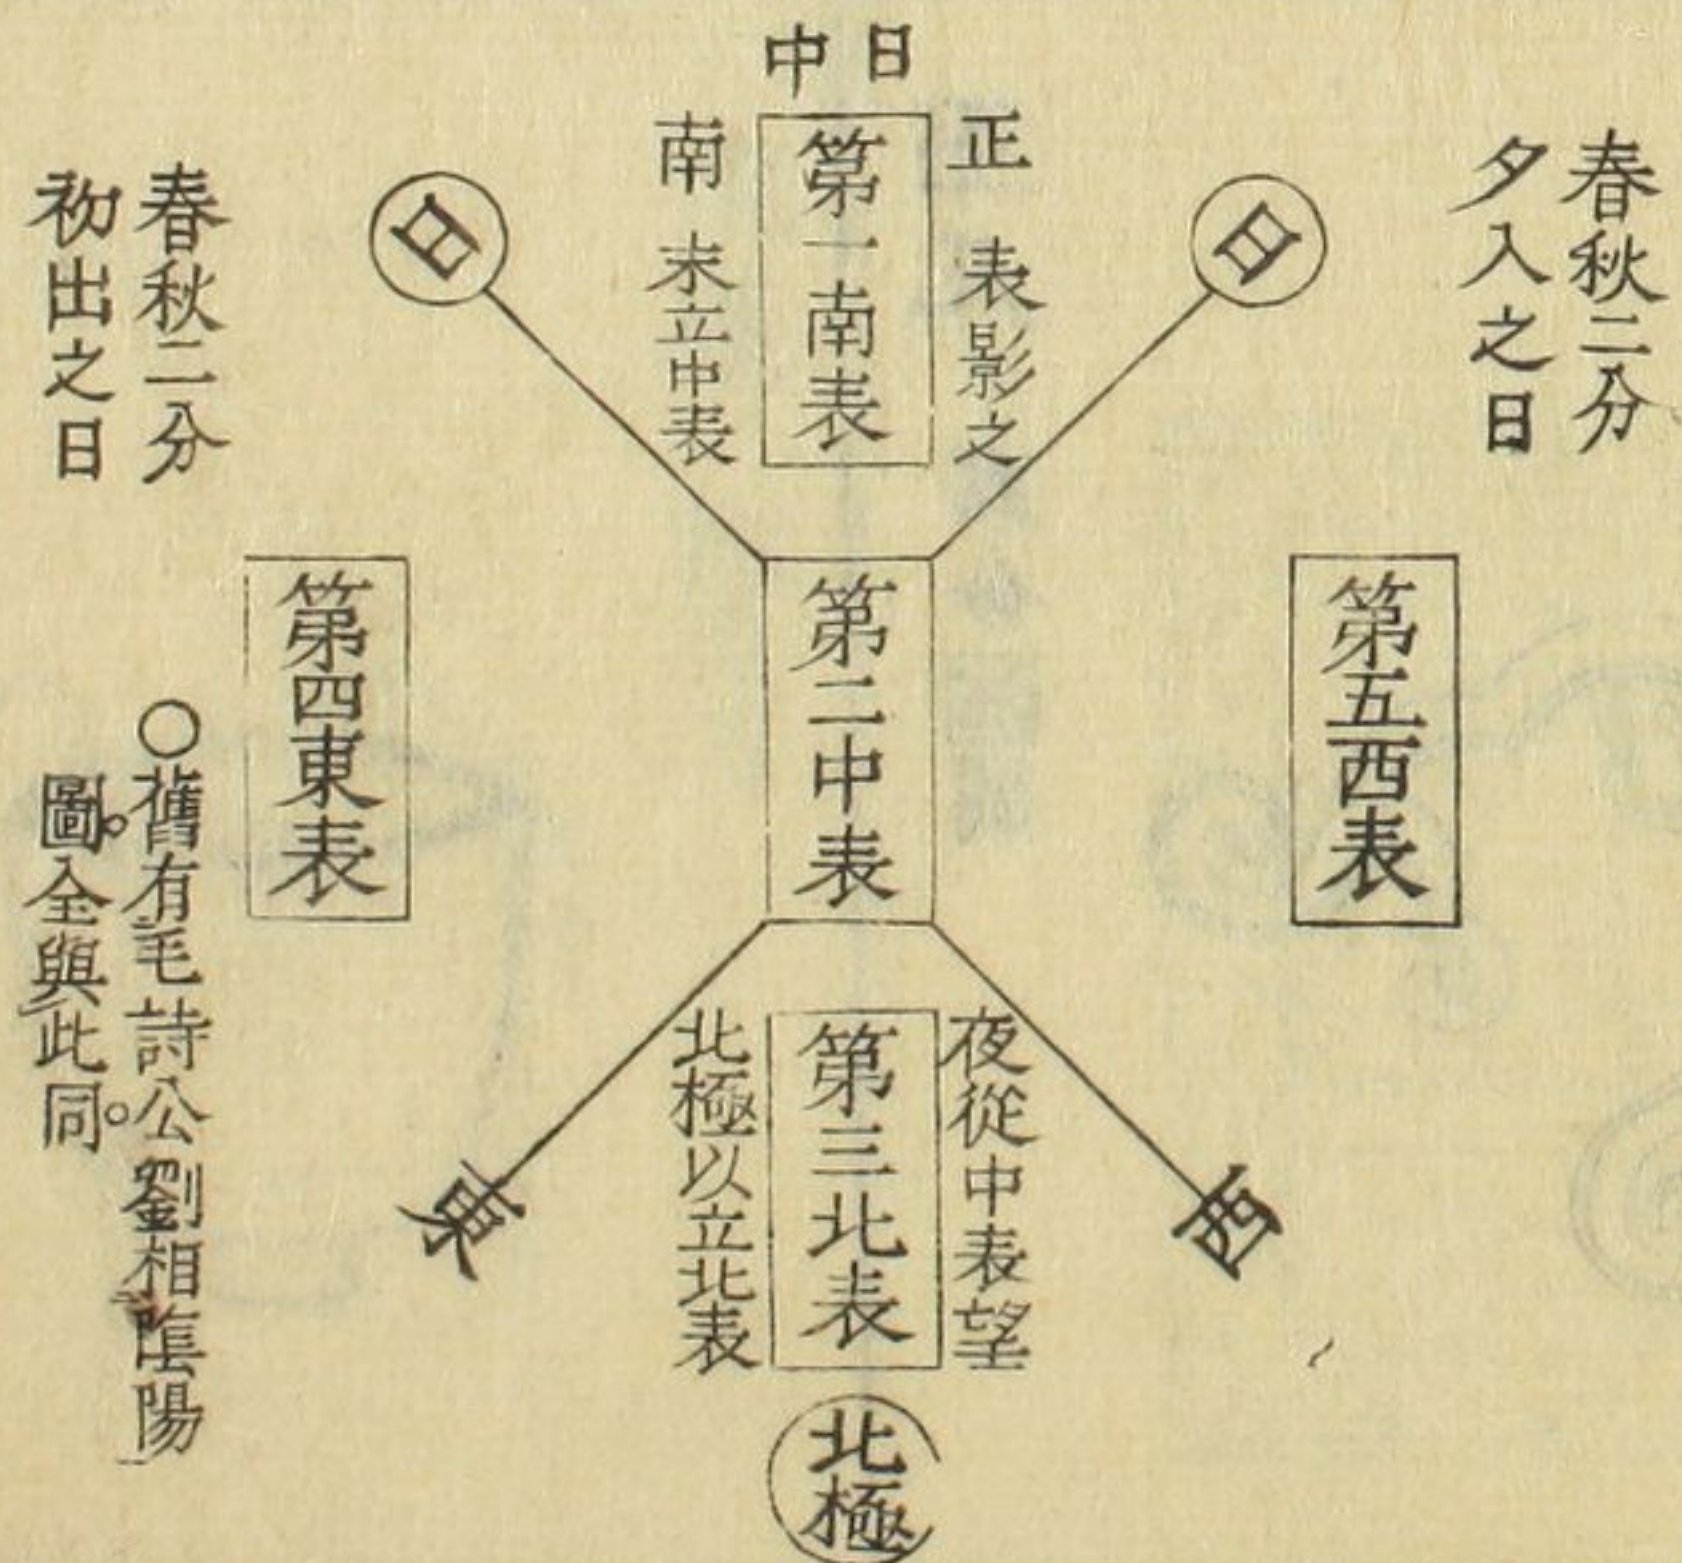 日中
正南
第一南表
表影之
末立中表
春秋二分
夕入之日
日
日
春秋二分
初出之日
第五西表
第二中表
第四東表
夜從中表望
第三北表
北極以立北表
西
東
北極
〇舊有毛詩公劉相隂陽
圖。全與此同。